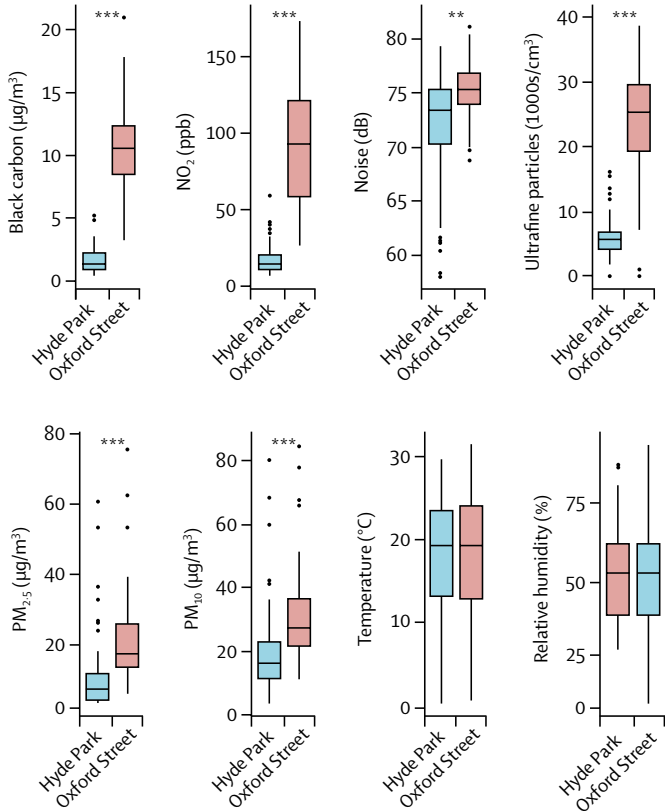 ***
Black carbon (µg/m³)
20
15
10
5
0
Hyde Park
Oxford Street
***
NO₂ (ppb)
150
100
50
0
Hyde Park
Oxford Street
**
Noise (dB)
80
75
70
65
60
Hyde Park
Oxford Street
***
Ultrafine particles (1000s/cm³)
40
30
20
10
0
Hyde Park
Oxford Street
***
PM₂·₅ (µg/m³)
80
60
40
20
0
Hyde Park
Oxford Street
***
PM₁₀ (µg/m³)
80
60
40
20
0
Hyde Park
Oxford Street
Temperature (°C)
30
20
10
0
Hyde Park
Oxford Street
Relative humidity (%)
75
50
25
0
Hyde Park
Oxford Street